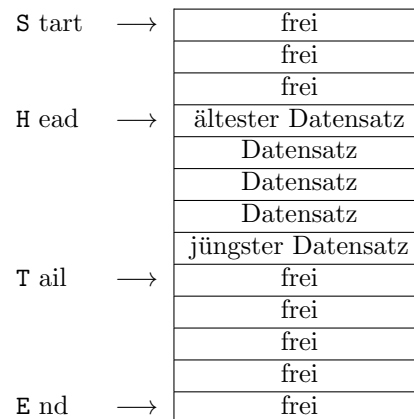 S tart ⟶ frei
frei
frei
H ead ⟶ ältester Datensatz
Datensatz
Datensatz
Datensatz
jüngster Datensatz
T ail ⟶ frei
frei
frei
frei
E nd ⟶ frei